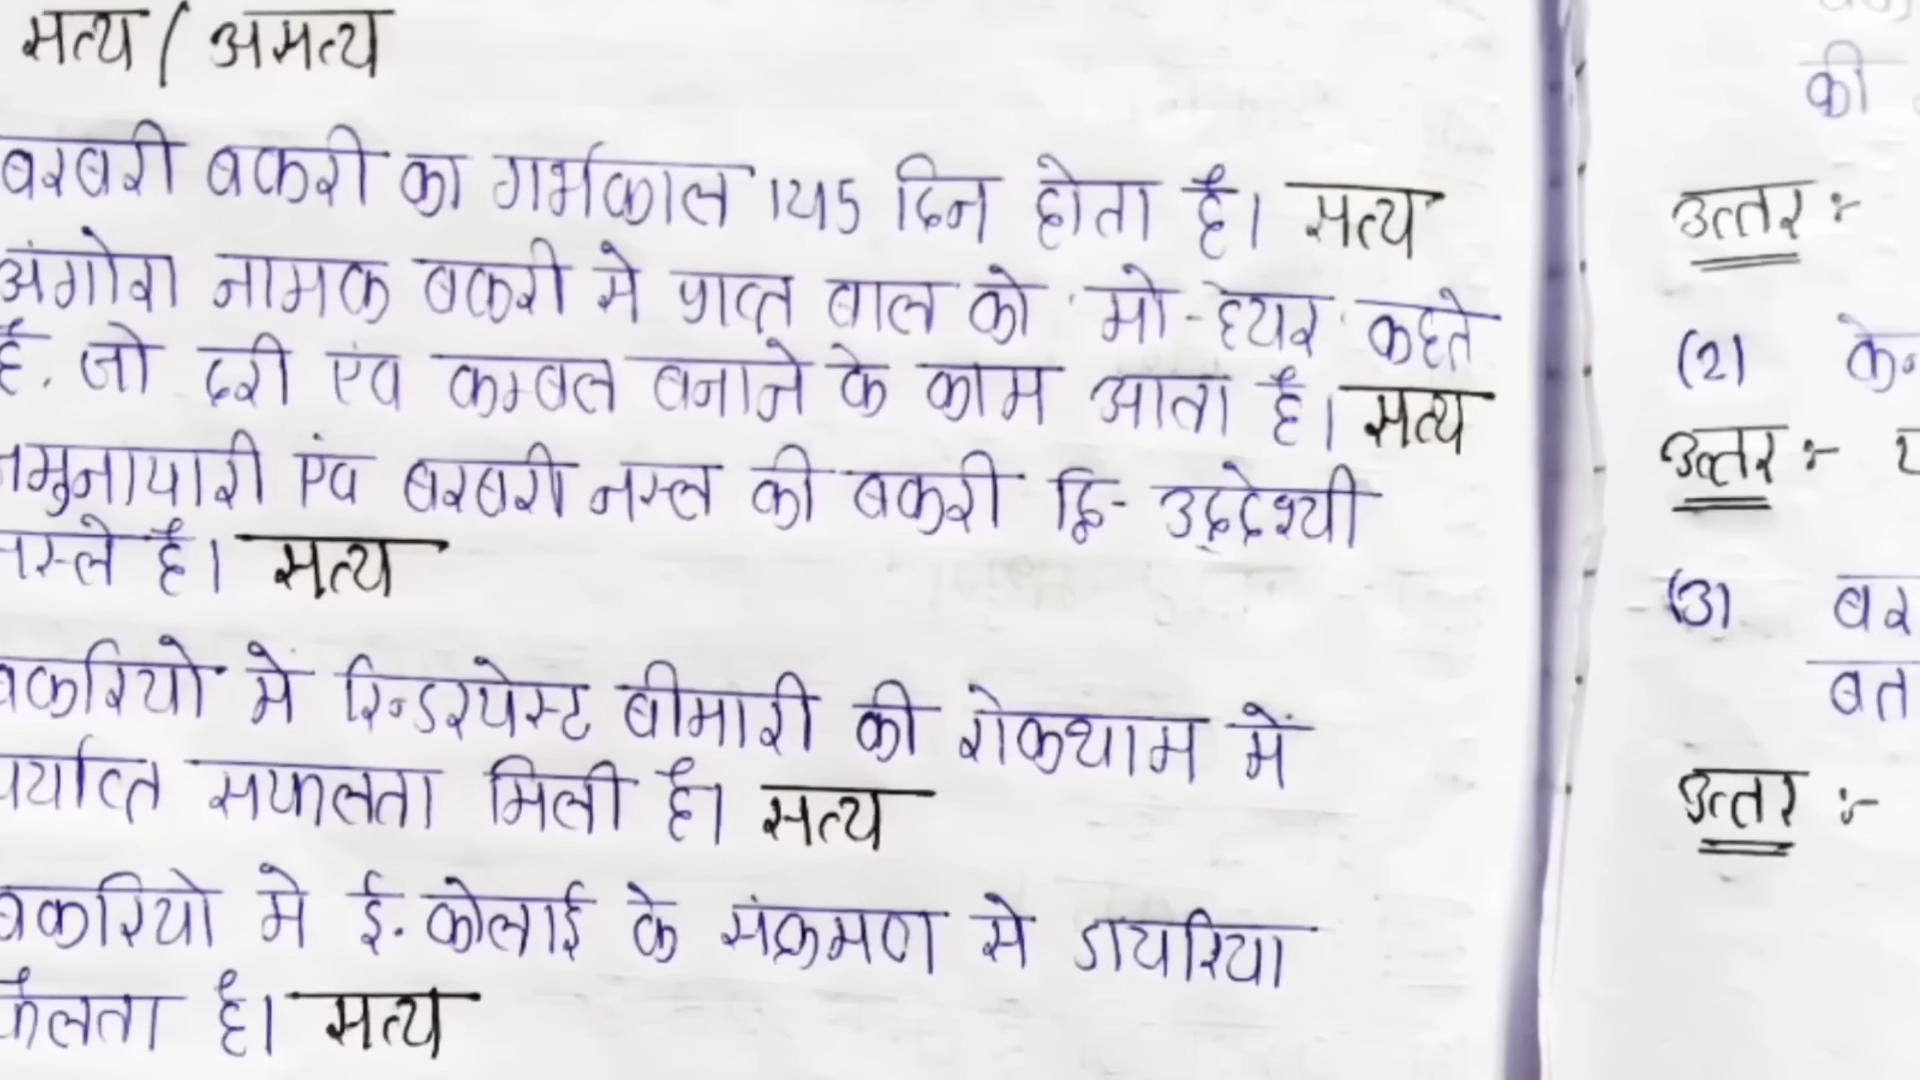 सत्य / असत्य
बरबरी बकरी का गर्भकाल 145 दिन होता है। सत्य
अंगोरा नामक बकरी से प्राप्त बाल को मो-हेयर कहते
है. जो दरी एंव कम्बल बनाने के काम आता है। सत्य
जमुनापारी एंव बरबरी नस्ल की बकरी द्वि- उद्देश्यी
नस्ले है। सत्य
बकरियो में रिन्डरपेस्ट बीमारी की रोकथाम में
पर्याप्त सफलता मिली है। सत्य
बकरियो मे ई. कोलाई के संक्रमण से डायरिया
फैलता है। सत्य
की
उत्तर :-
(2) के
उत्तर :-
(3) बर
बत
उत्तर :-